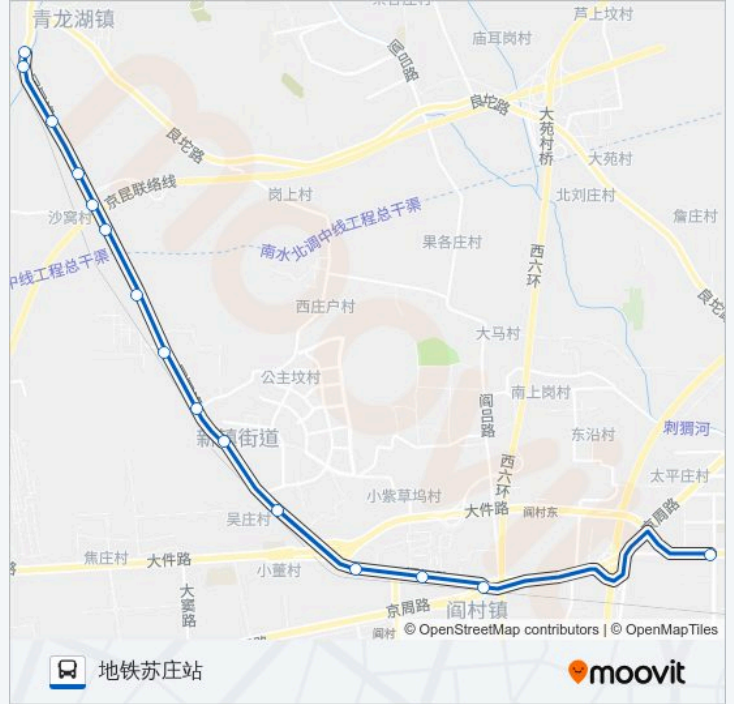 青龙湖镇
芦上坟村
庙耳岗村
阎吕路
良坨路
大苑村桥
良坨路
大苑村
京昆联络线
岗上村
北刘庄村
沙窝村
詹庄村
南水北调中线工程总干渠
果各庄村
西六环
中线工程总干渠
良坨路
西庄户村
大马村
公主坟村
南上岗村
阎吕路
刺猬河
东沿村
新镇街道
西六环
太平庄村
小紫草坞村
大件路
阎村东
京周路
吴庄村
焦庄村
大件路
小董村
大窦路
京周路
阎村镇
阎村
© OpenStreetMap contributors | © OpenMapTiles
地铁苏庄站
moovit